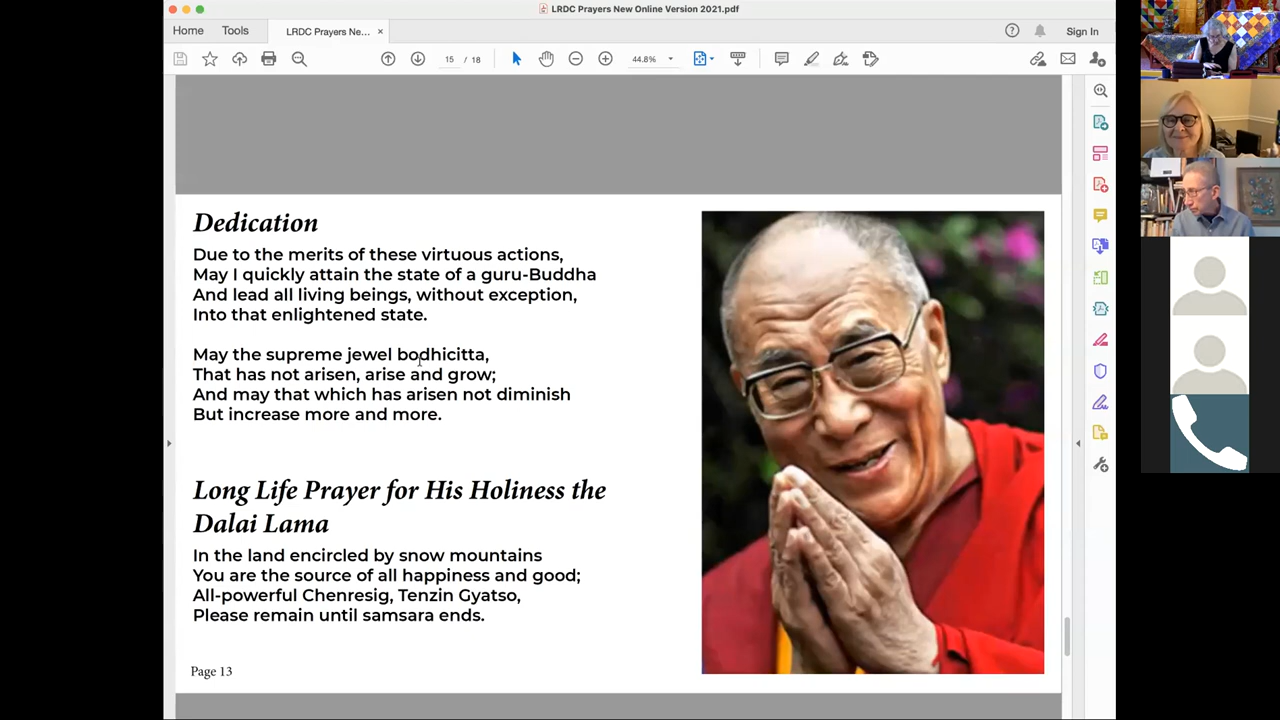 LRDC Prayers New Online Version 2021.pdf
Home Tools LRDC Prayers Ne... × Sign In
15 / 18 44.8%
Dedication
Due to the merits of these virtuous actions,
May I quickly attain the state of a guru-Buddha
And lead all living beings, without exception,
Into that enlightened state.
May the supreme jewel bodhicitta,
That has not arisen, arise and grow;
And may that which has arisen not diminish
But increase more and more.
Long Life Prayer for His Holiness the
Dalai Lama
In the land encircled by snow mountains
You are the source of all happiness and good;
All-powerful Chenresig, Tenzin Gyatso,
Please remain until samsara ends.
Page 13